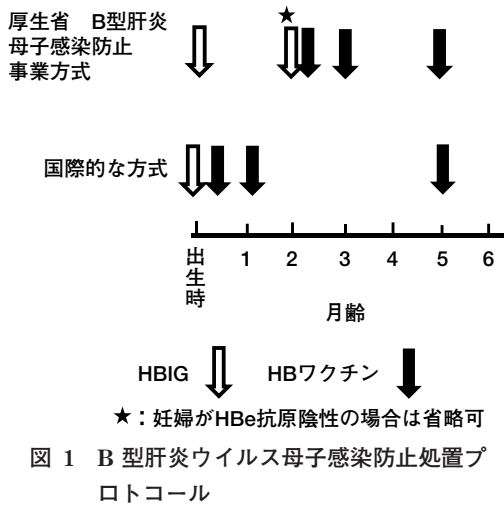 厚生省 B型肝炎
母子感染防止
事業方式
★
国際的な方式
出生時 1 2 3 4 5 6
月齢
HBIG HBワクチン
★：妊婦がHBe抗原陰性の場合は省略可
図 1 B 型肝炎ウイルス母子感染防止処置プ
ロトコール